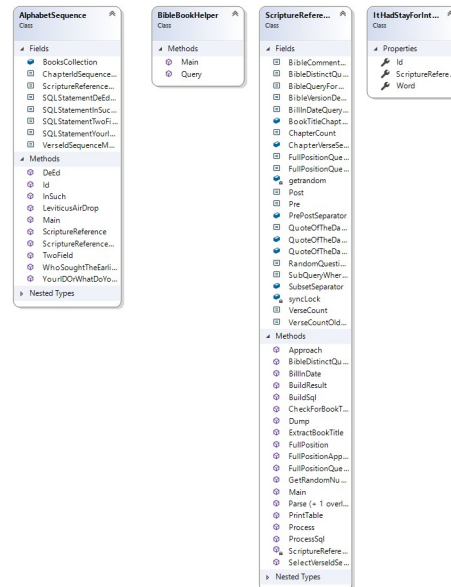 AlphabetSequence
Class
Fields
BooksCollection
ChapterIdSequence...
ScriptureReference...
SQLStatementDeEd...
SQLStatementInSuc...
SQLStatementTwoFi...
SQLStatementYourI...
VerseIdSequenceM...
Methods
DeEd
Id
InSuch
LeviticusAirDrop
Main
ScriptureReference
ScriptureReference...
TwoField
WhoSoughtTheEarli...
YourIDOrWhatDoYo...
Nested Types
BibleBookHelper
Class
Methods
Main
Query
ScriptureRefere...
Class
Fields
BibleComment...
BibleDistinctQu...
BibleQueryFor...
BibleVersionDe...
BillInDateQuery...
BookTitleChapt...
ChapterCount
ChapterVerseSe...
FullPositionQue...
FullPositionQue...
getrandom
Post
Pre
PrePostSeparator
QuoteOfTheDa...
QuoteOfTheDa...
QuoteOfTheDa...
RandomQuesti...
SubQueryWher...
SubsetSeparator
syncLock
VerseCount
VerseCountOld...
Methods
Approach
BibleDistinctQu...
BillInDate
BuildResult
BuildSql
CheckForBookT...
Dump
ExtractBookTitle
FullPosition
FullPositionApp...
FullPositionQue...
GetRandomNu...
Main
Parse (+ 1 overl...
PrintTable
Process
ProcessSql
ScriptureRefere...
SelectVerseIdSe...
Nested Types
ItHadStayForInt...
Class
Properties
Id
ScriptureRefere...
Word